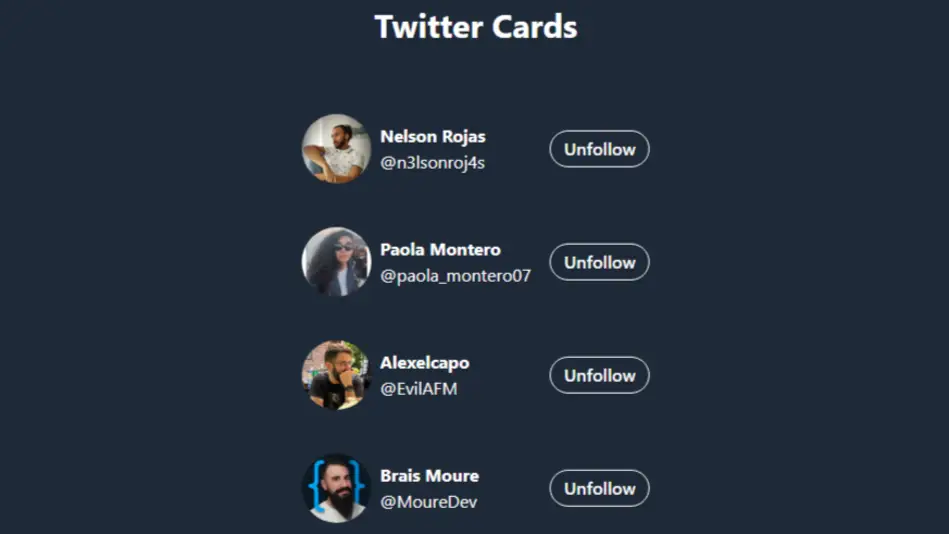 Twitter Cards
Nelson Rojas
@n3lsonroj4s
Unfollow
Paola Montero
@paola_montero07
Unfollow
Alexelcapo
@EvilAFM
Unfollow
Brais Moure
@MoureDev
Unfollow